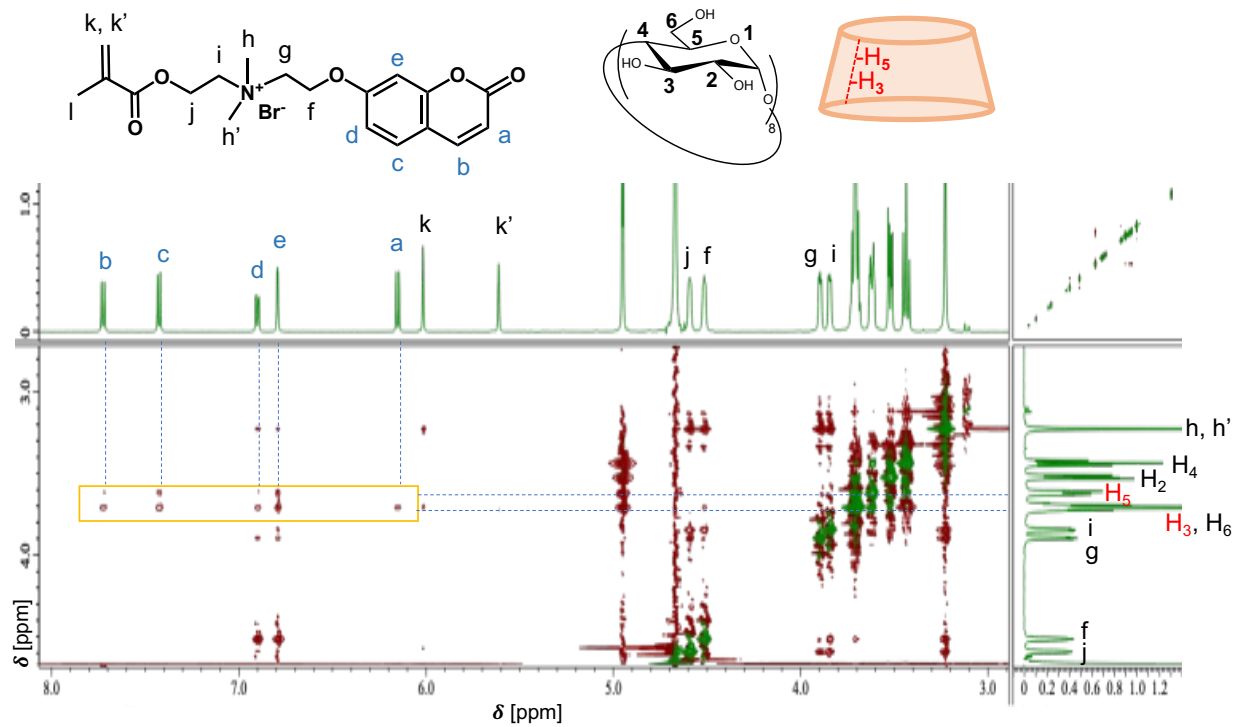 k, k’
i
h
g
e
O
O
O
O
N+
Br-
l
O
j
h’
f
d
c
b
a
6
OH
4
5
O
1
HO
3
2
OH
O
8
-H5
-H3
1.0
0
b
c
d
e
a
k
k’
j
f
g
i
3.0
4.0
δ [ppm]
h, h’
H4
H2
H5
H3, H6
i
g
f
j
8.0 7.0 6.0 5.0 4.0 3.0
0 0.2 0.4 0.6 0.8 1.0 1.2
δ [ppm]